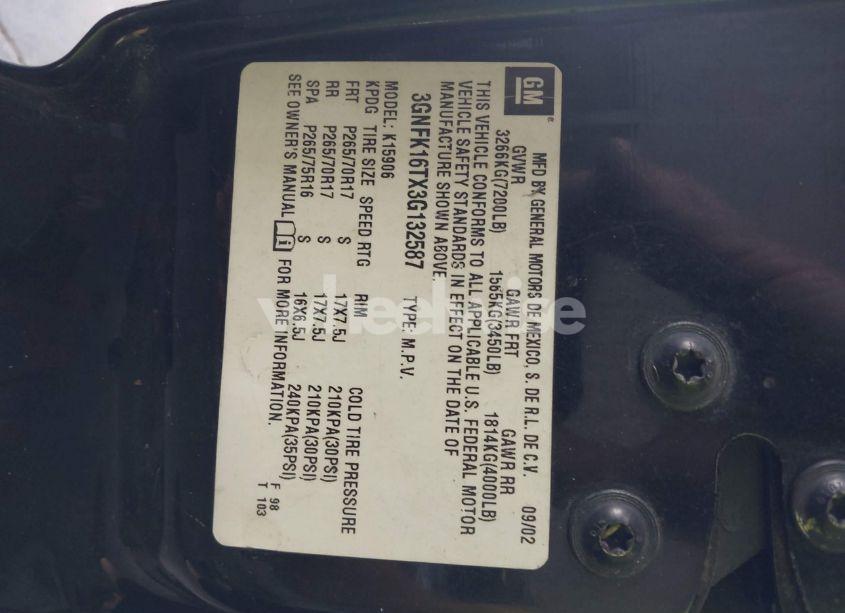 GM
MFD BY GENERAL MOTORS DE MEXICO, S. DE R.L. DE C.V. 09/02
GVWR GAWR FRT GAWR RR
3266KG(7200LB) 1565KG(3450LB) 1814KG(4000LB)
THIS VEHICLE CONFORMS TO ALL APPLICABLE U.S. FEDERAL MOTOR
VEHICLE SAFETY STANDARDS IN EFFECT ON THE DATE OF
MANUFACTURE SHOWN ABOVE.
3GNFK16TX3G132587 TYPE: M.P.V.
MODEL: K15906
KPDG TIRE SIZE SPEED RTG RIM COLD TIRE PRESSURE
FRT P265/70R17 S 17X7.5J 210KPA(30PSI)
RR P265/70R17 S 17X7.5J 210KPA(30PSI)
SPA P265/75R16 S 16X6.5J 240KPA(35PSI)
SEE OWNER'S MANUAL i FOR MORE INFORMATION.
F 98
T 103